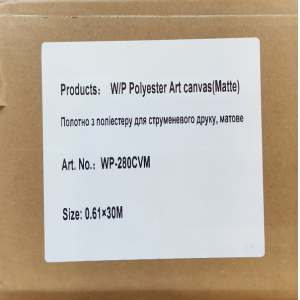 Products: W/P Polyester Art canvas(Matte)
Полотно з поліестеру для струменевого друку, матове
Art. No.: WP-280CVM
Size: 0.61×30M